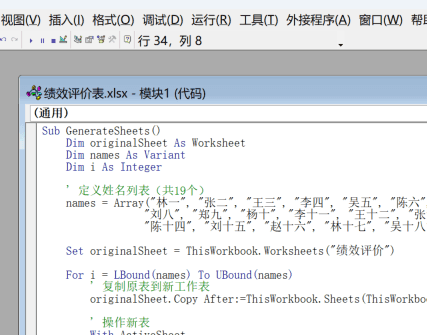 视图(V) 插入(I) 格式(O) 调试(D) 运行(R) 工具(T) 外接程序(A) 窗口(W) 帮
行 34, 列 8
绩效评价表.xlsx - 模块1 (代码)
(通用)
Sub GenerateSheets()
Dim originalSheet As Worksheet
Dim names As Variant
Dim i As Integer
' 定义姓名列表（共19个）
names = Array("林一", "张二", "王三", "李四", "吴五", "陈六"
"刘八", "郑九", "杨十", "李十一", "王十二", "张
"陈十四", "刘十五", "赵十六", "林十七", "吴十八
Set originalSheet = ThisWorkbook.Worksheets("绩效评价")
For i = LBound(names) To UBound(names)
' 复制原表到新工作表
originalSheet.Copy After:=ThisWorkbook.Sheets(ThisWorkbo
' 操作新表
With ActiveSheet